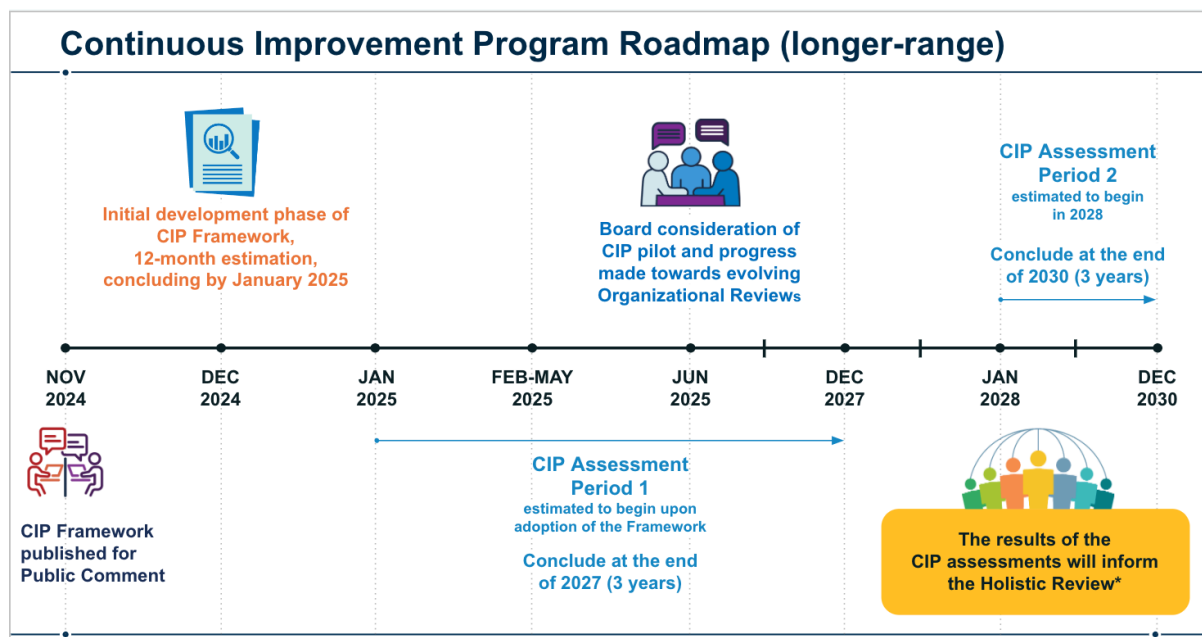 Continuous Improvement Program Roadmap (longer-range)
Initial development phase of
CIP Framework,
12-month estimation,
concluding by January 2025
Board consideration of
CIP pilot and progress
made towards evolving
Organizational Reviews
CIP Assessment
Period 2
estimated to begin
in 2028
Conclude at the end
of 2030 (3 years)
NOV
2024
DEC
2024
JAN
2025
FEB-MAY
2025
JUN
2025
DEC
2027
JAN
2028
DEC
2030
CIP Framework
published for
Public Comment
CIP Assessment
Period 1
estimated to begin upon
adoption of the Framework
Conclude at the end
of 2027 (3 years)
The results of the
CIP assessments will inform
the Holistic Review*